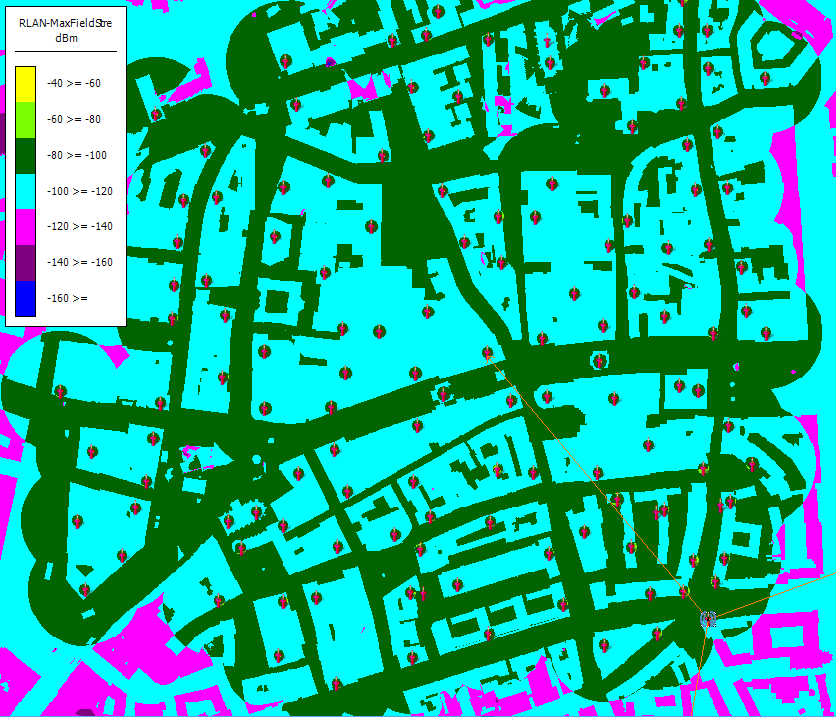 RLAN-MaxFieldStre
dBm
-40 >= -60
-60 >= -80
-80 >= -100
-100 >= -120
-120 >= -140
-140 >= -160
-160 >=